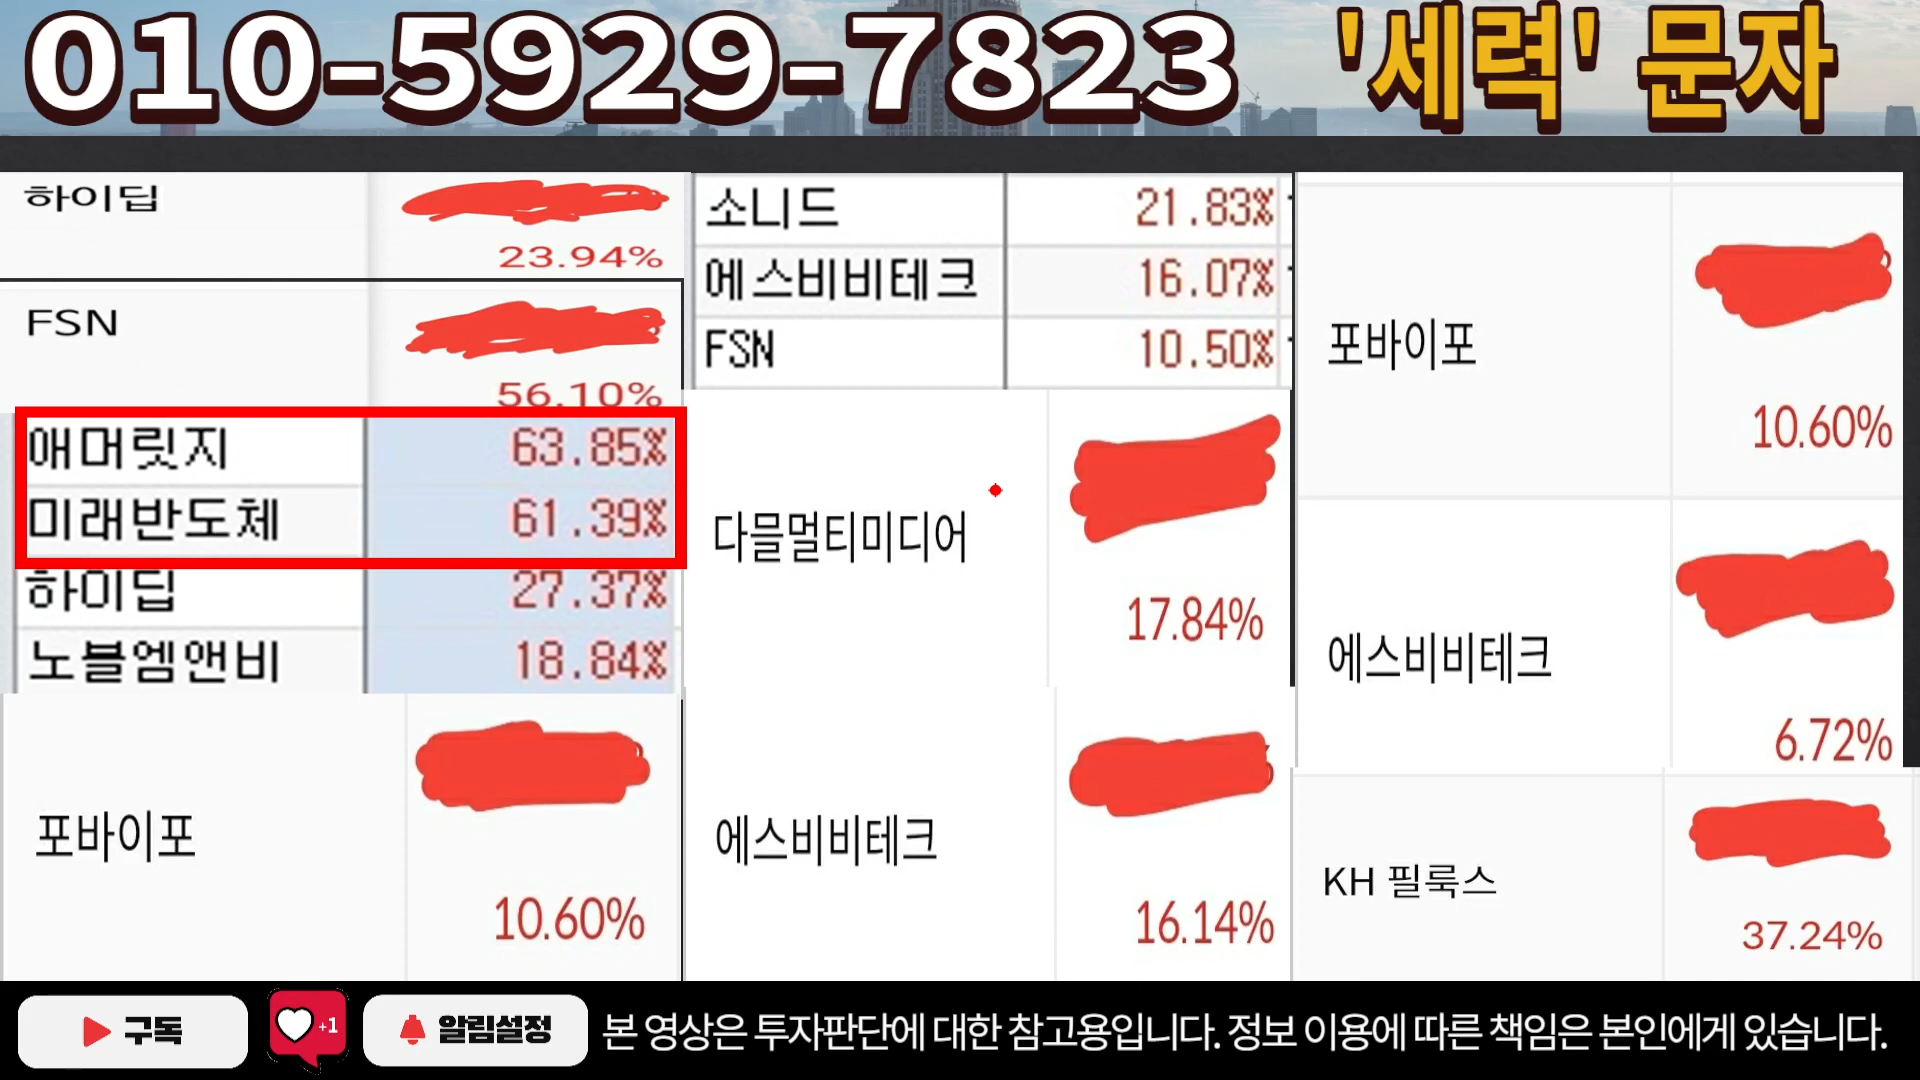 010-5929-7823 '세력' 문자
하이딥
23.94%
FSN
56.10%
애머릿지 63.85%
미래반도체 61.39%
하이딥 27.37%
노블엠앤비 18.84%
포바이포
10.60%
소니드 21.83%
에스비비테크 16.07%
FSN 10.50%
다믈멀티미디어
17.84%
에스비비테크
16.14%
포바이포
10.60%
에스비비테크
6.72%
KH 필룩스
37.24%
구독 +1 알림설정 본 영상은 투자판단에 대한 참고용입니다. 정보 이용에 따른 책임은 본인에게 있습니다.